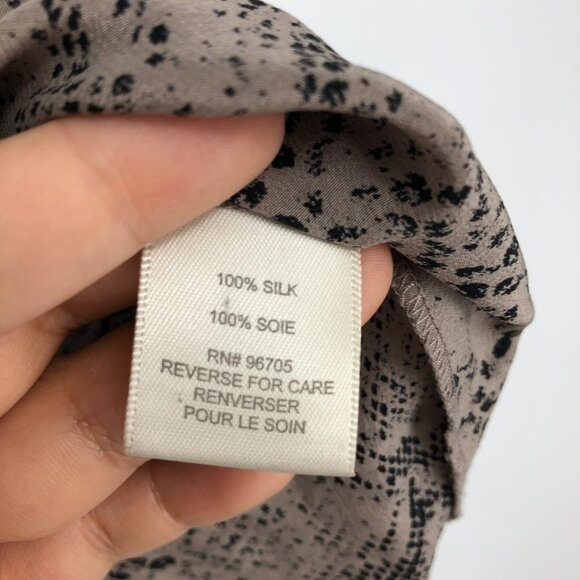 100% SILK
100% SOIE
RN# 96705
REVERSE FOR CARE
RENVERSER
POUR LE SOIN